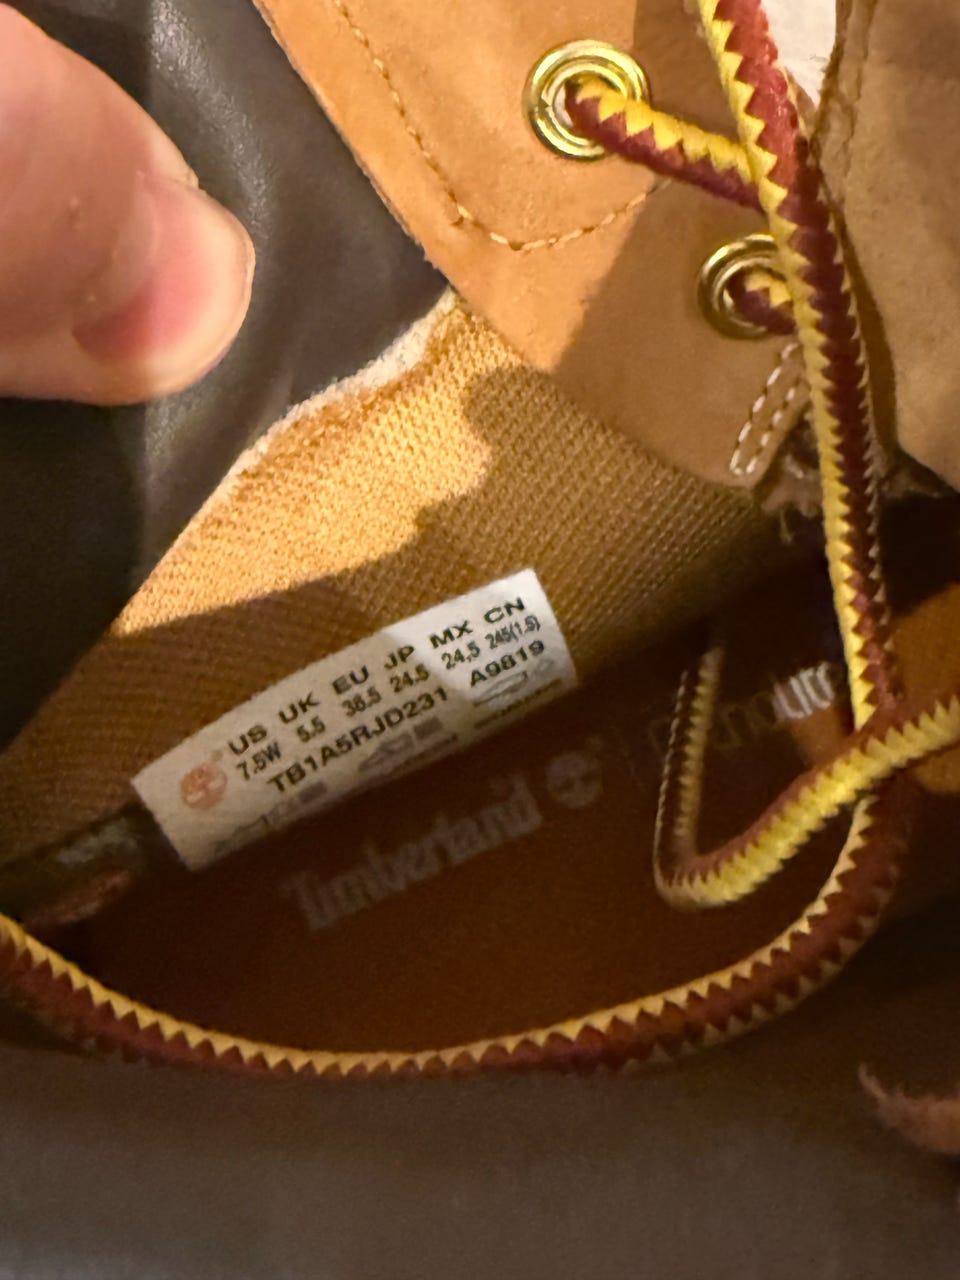 US UK EU JP MX CN
7.5W 5.5 38.5 24.5 24,5 245(1.5)
TB1A5RJD231 A9819
Timberland